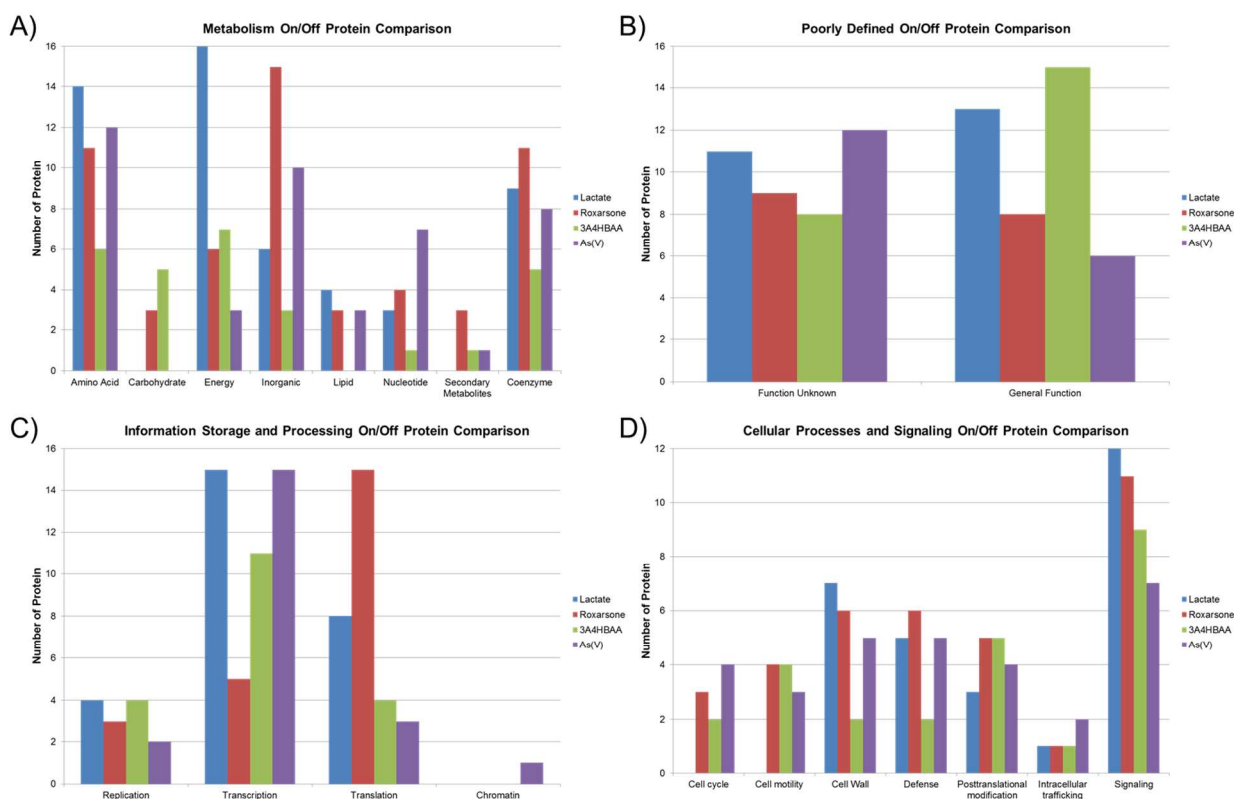 A)
Metabolism On/Off Protein Comparison
Number of Protein
16
14
12
10
8
6
4
2
0
Amino Acid Carbohydrate Energy Inorganic Lipid Nucleotide Secondary Coenzyme
Metabolites
Lactate
Roxarsone
3A4HBAA
As(V)
B)
Poorly Defined On/Off Protein Comparison
Number of Protein
16
14
12
10
8
6
4
2
0
Function Unknown General Function
Lactate
Roxarsone
3A4HBAA
As(V)
C)
Information Storage and Processing On/Off Protein Comparison
Number of Protein
16
14
12
10
8
6
4
2
0
Replication Transcription Translation Chromatin
Lactate
Roxarsone
3A4HBAA
As(V)
D)
Cellular Processes and Signaling On/Off Protein Comparison
Number of Protein
12
10
8
6
4
2
0
Cell cycle Cell motility Cell Wall Defense Posttranslational Intracellular Signaling
modification trafficking
Lactate
Roxarsone
3A4HBAA
As(V)